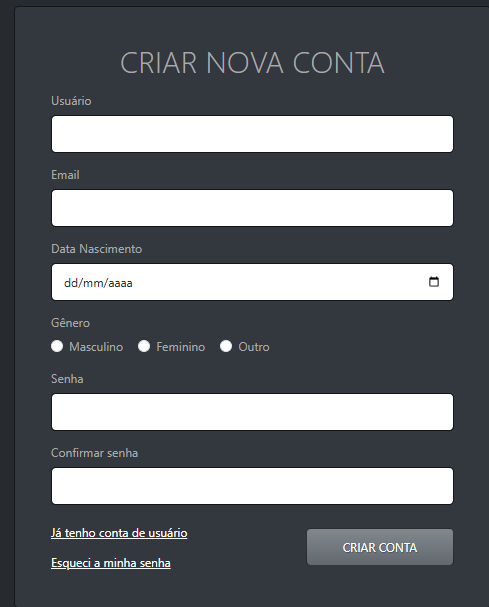 CRIAR NOVA CONTA
Usuário
Email
Data Nascimento
dd/mm/aaaa
Gênero
Masculino Feminino Outro
Senha
Confirmar senha
Já tenho conta de usuário
CRIAR CONTA
Esqueci a minha senha